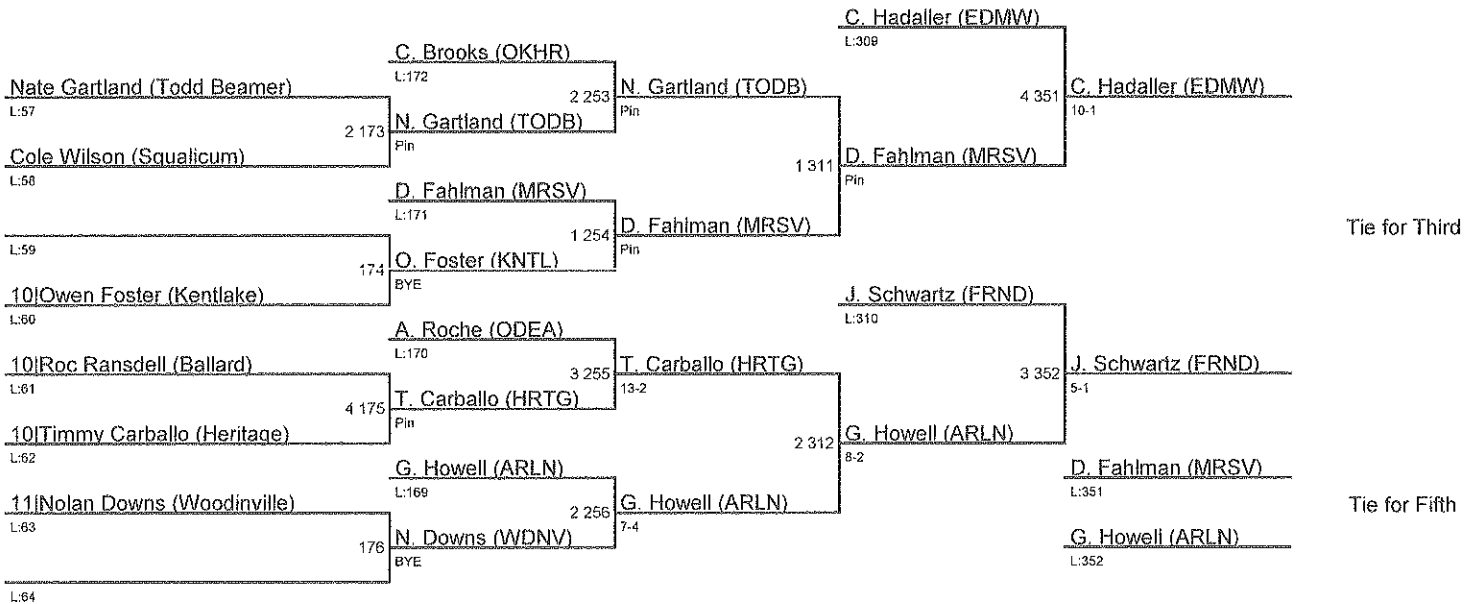 C. Hadaller (EDMW)
L:309
C. Brooks (OKHR)
L:172
Nate Gartland (Todd Beamer)
L:57
2 253
N. Gartland (TODB)
Pin
4 351
C. Hadaller (EDMW)
10-1
2 173
N. Gartland (TODB)
Pin
Cole Wilson (Squalicum)
L:58
1 311
D. Fahlman (MRSV)
Pin
D. Fahlman (MRSV)
L:171
L:59
1 254
D. Fahlman (MRSV)
Pin
Tie for Third
174
O. Foster (KNTL)
BYE
10|Owen Foster (Kentlake)
L:60
J. Schwartz (FRND)
L:310
A. Roche (ODEA)
L:170
10|Roc Ransdell (Ballard)
L:61
3 255
T. Carballo (HRTG)
13-2
3 352
J. Schwartz (FRND)
5-1
4 175
T. Carballo (HRTG)
Pin
10|Timmy Carballo (Heritage)
L:62
2 312
G. Howell (ARLN)
8-2
G. Howell (ARLN)
L:169
D. Fahlman (MRSV)
L:351
11|Nolan Downs (Woodinville)
L:63
2 256
G. Howell (ARLN)
7-4
Tie for Fifth
176
N. Downs (WDNV)
BYE
G. Howell (ARLN)
L:352
L:64